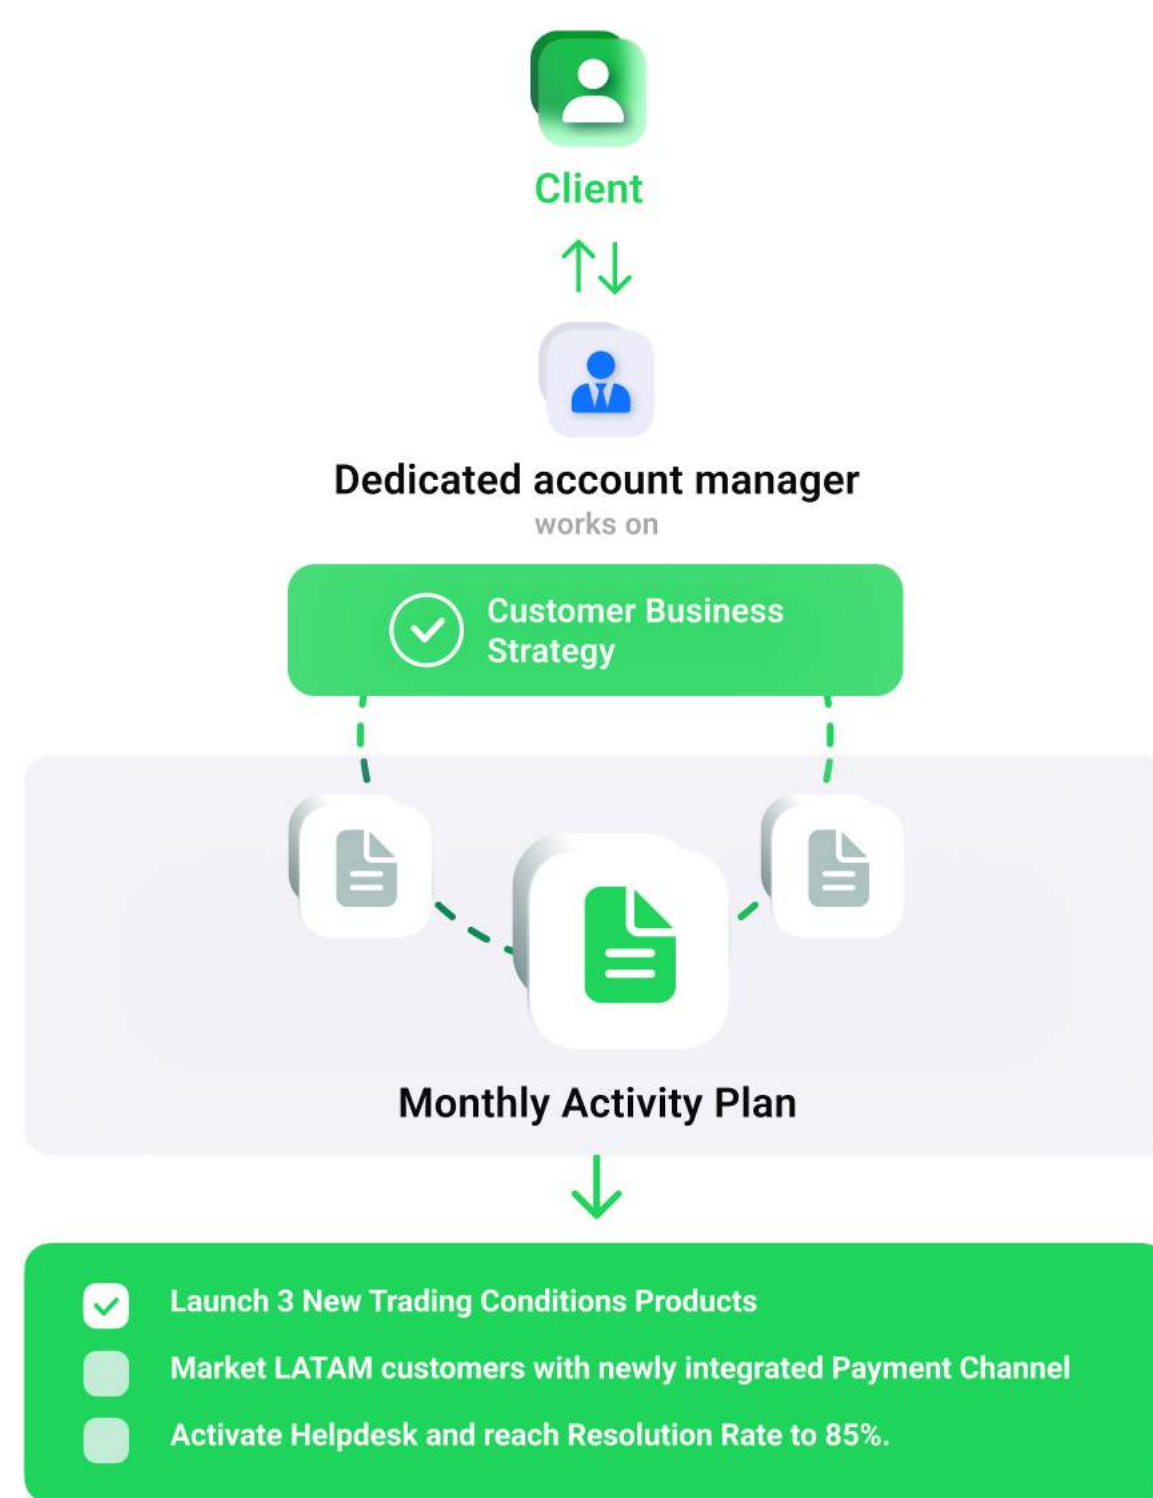 Client
Dedicated account manager
works on
Customer Business
Strategy
Monthly Activity Plan
Launch 3 New Trading Conditions Products
Market LATAM customers with newly integrated Payment Channel
Activate Helpdesk and reach Resolution Rate to 85%.